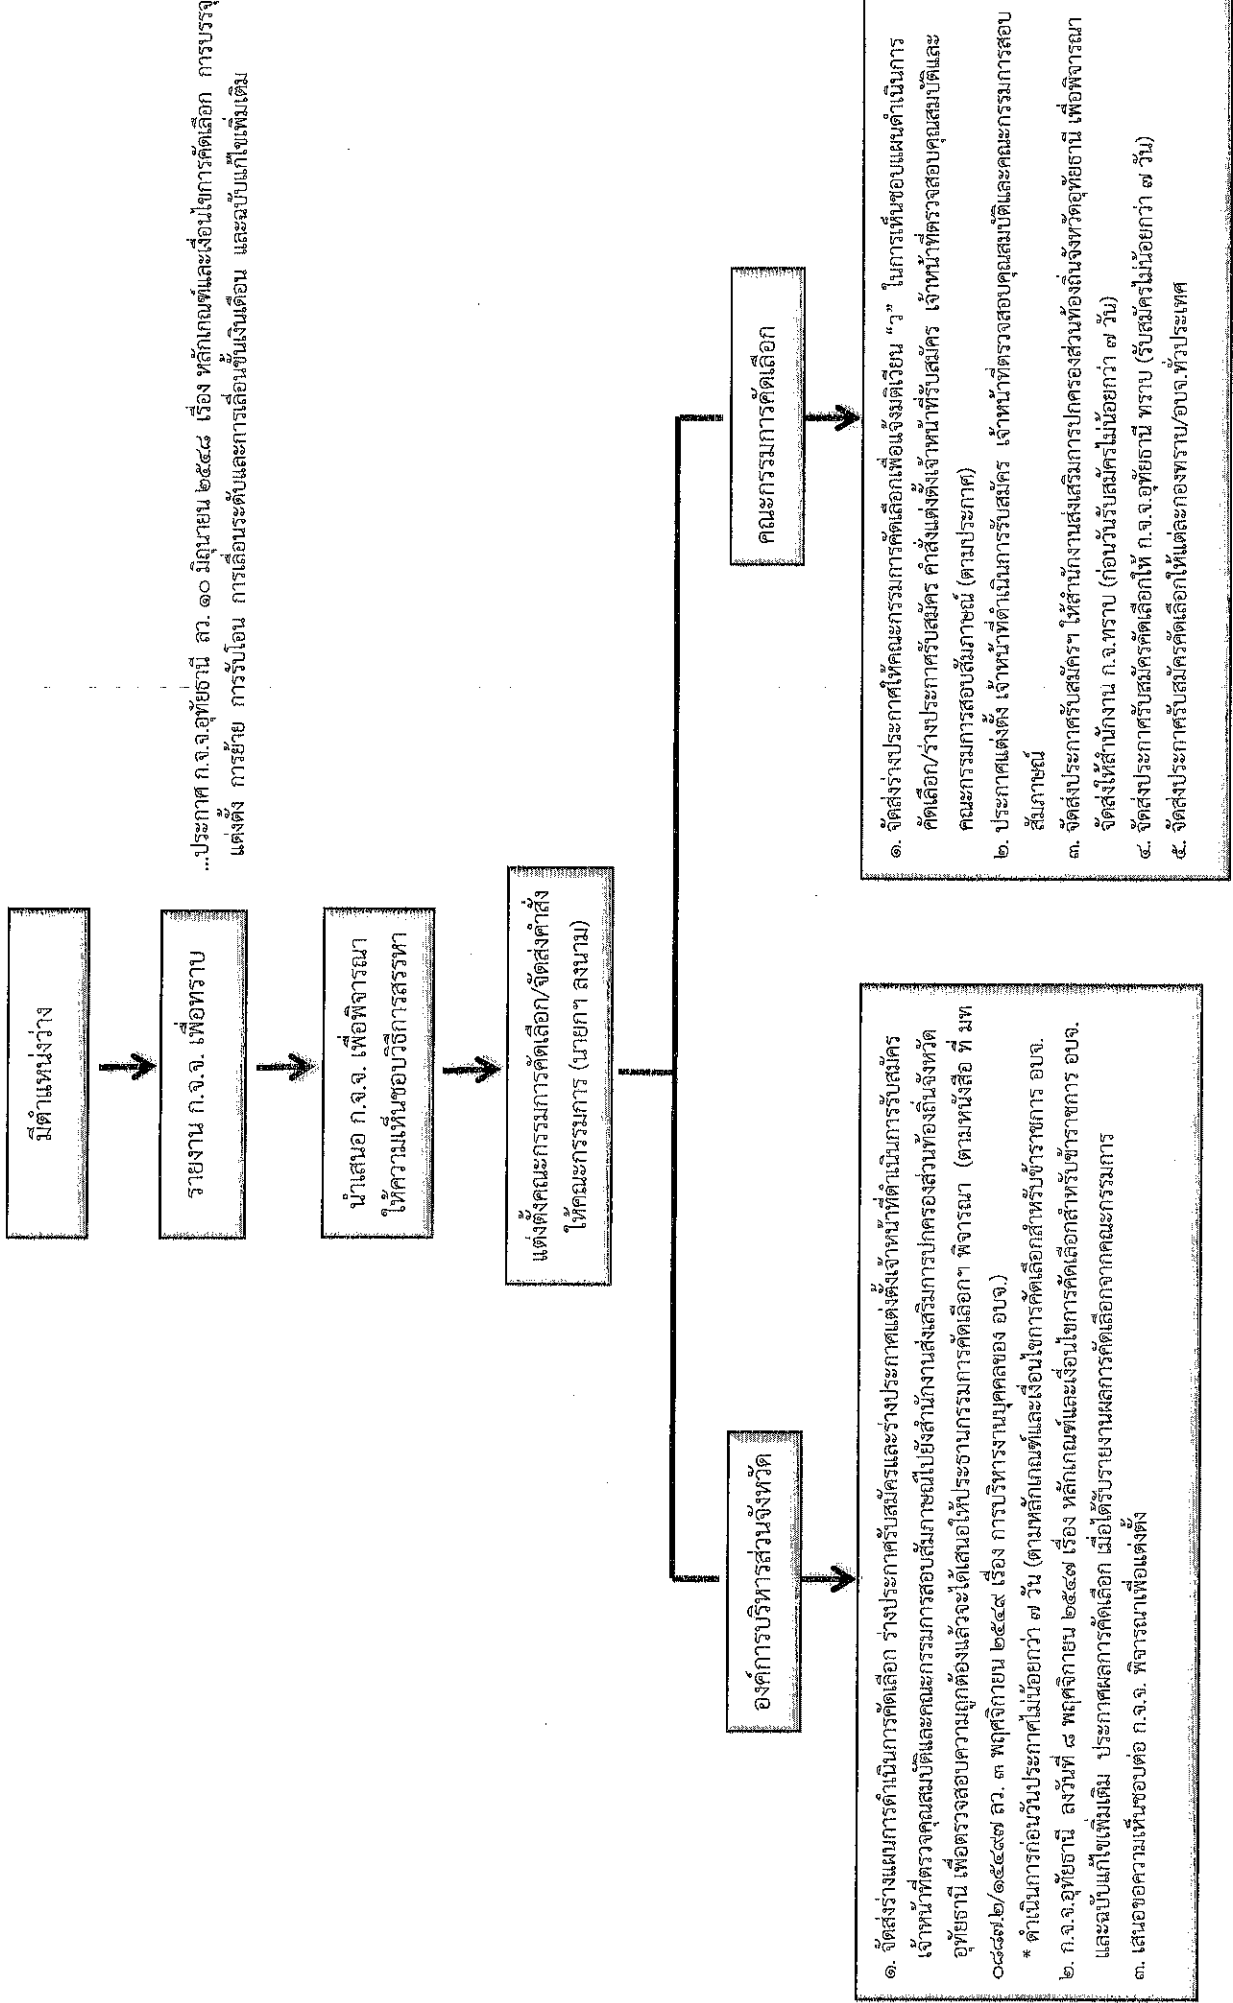 มีตำแหน่งว่าง
รายงาน ก.จ.จ. เพื่อทราบ
...ประกาศ ก.จ.จ.อุทัยธานี ลว. ๑๐ มิถุนายน ๒๕๔๘ เรื่อง หลักเกณฑ์และเงื่อนไขการคัดเลือก การบรรจุ
แต่งตั้ง การย้าย การรับโอน การเลื่อนระดับและการเลื่อนขั้นเงินเดือน และฉบับแก้ไขเพิ่มเติม
นำเสนอ ก.จ.จ. เพื่อพิจารณา
ให้ความเห็นชอบวิธีการสรรหา
แต่งตั้งคณะกรรมการคัดเลือก/จัดส่งคำสั่ง
ให้คณะกรรมการ (นายกฯ ลงนาม)
องค์การบริหารส่วนจังหวัด
๑. จัดส่งร่างแผนการดำเนินการคัดเลือก ร่างประกาศรับสมัครและร่างประกาศแต่งตั้งเจ้าหน้าที่ดำเนินการรับสมัคร
เจ้าหน้าที่ตรวจคุณสมบัติและคณะกรรมการสอบสัมภาษณ์ไปยังสำนักงานส่งเสริมการปกครองส่วนท้องถิ่นจังหวัด
อุทัยธานี เพื่อตรวจสอบความถูกต้องแล้วจะได้เสนอให้ประธานกรรมการคัดเลือกฯ พิจารณา (ตามหนังสือ ที่ มท
๐๘๘๗.๒/๑๕๔๙๗ ลว. ๓ พฤศจิกายน ๒๕๔๙ เรื่อง การบริหารงานบุคคลของ อบจ.)
* ดำเนินการก่อนวันประกาศไม่น้อยกว่า ๗ วัน (ตามหลักเกณฑ์และเงื่อนไขการคัดเลือกสำหรับข้าราชการ อบจ.
๒. ก.จ.จ.อุทัยธานี ลงวันที่ ๘ พฤศจิกายน ๒๕๔๗ เรื่อง หลักเกณฑ์และเงื่อนไขการคัดเลือกสำหรับข้าราชการ อบจ.
และฉบับแก้ไขเพิ่มเติม ประกาศผลการคัดเลือก เมื่อได้รับรายงานผลการคัดเลือกจากคณะกรรมการ
๓. เสนอขอความเห็นชอบต่อ ก.จ.จ. พิจารณาเพื่อแต่งตั้ง
คณะกรรมการคัดเลือก
๑. จัดส่งร่างประกาศให้คณะกรรมการคัดเลือกเพื่อแจ้งมติเวียน “ว” ในการเห็นชอบแผนดำเนินการ
คัดเลือก/ร่างประกาศรับสมัคร คำสั่งแต่งตั้งเจ้าหน้าที่รับสมัคร เจ้าหน้าที่ตรวจสอบคุณสมบัติและ
คณะกรรมการสอบสัมภาษณ์ (ตามประกาศ)
๒. ประกาศแต่งตั้ง เจ้าหน้าที่ดำเนินการรับสมัคร เจ้าหน้าที่ตรวจสอบคุณสมบัติและคณะกรรมการสอบ
สัมภาษณ์
๓. จัดส่งประกาศรับสมัครฯ ให้สำนักงานส่งเสริมการปกครองส่วนท้องถิ่นจังหวัดอุทัยธานี เพื่อพิจารณา
จัดส่งให้สำนักงาน ก.จ.ทราบ (ก่อนวันรับสมัครไม่น้อยกว่า ๗ วัน)
๔. จัดส่งประกาศรับสมัครคัดเลือกให้ ก.จ.จ.อุทัยธานี ทราบ (รับสมัครไม่น้อยกว่า ๗ วัน)
๕. จัดส่งประกาศรับสมัครคัดเลือกให้แต่ละกองทราบ/อบจ.ทั่วประเทศ